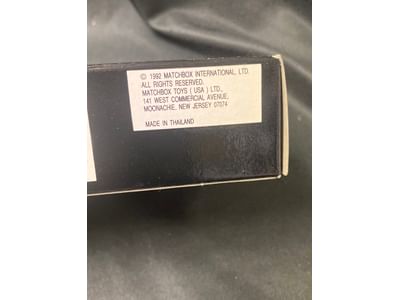 © 1992 MATCHBOX INTERNATIONAL, LTD.
ALL RIGHTS RESERVED.
MATCHBOX TOYS ( USA ) LTD.,
141 WEST COMMERCIAL AVENUE,
MOONACHIE, NEW JERSEY 07074
MADE IN THAILAND